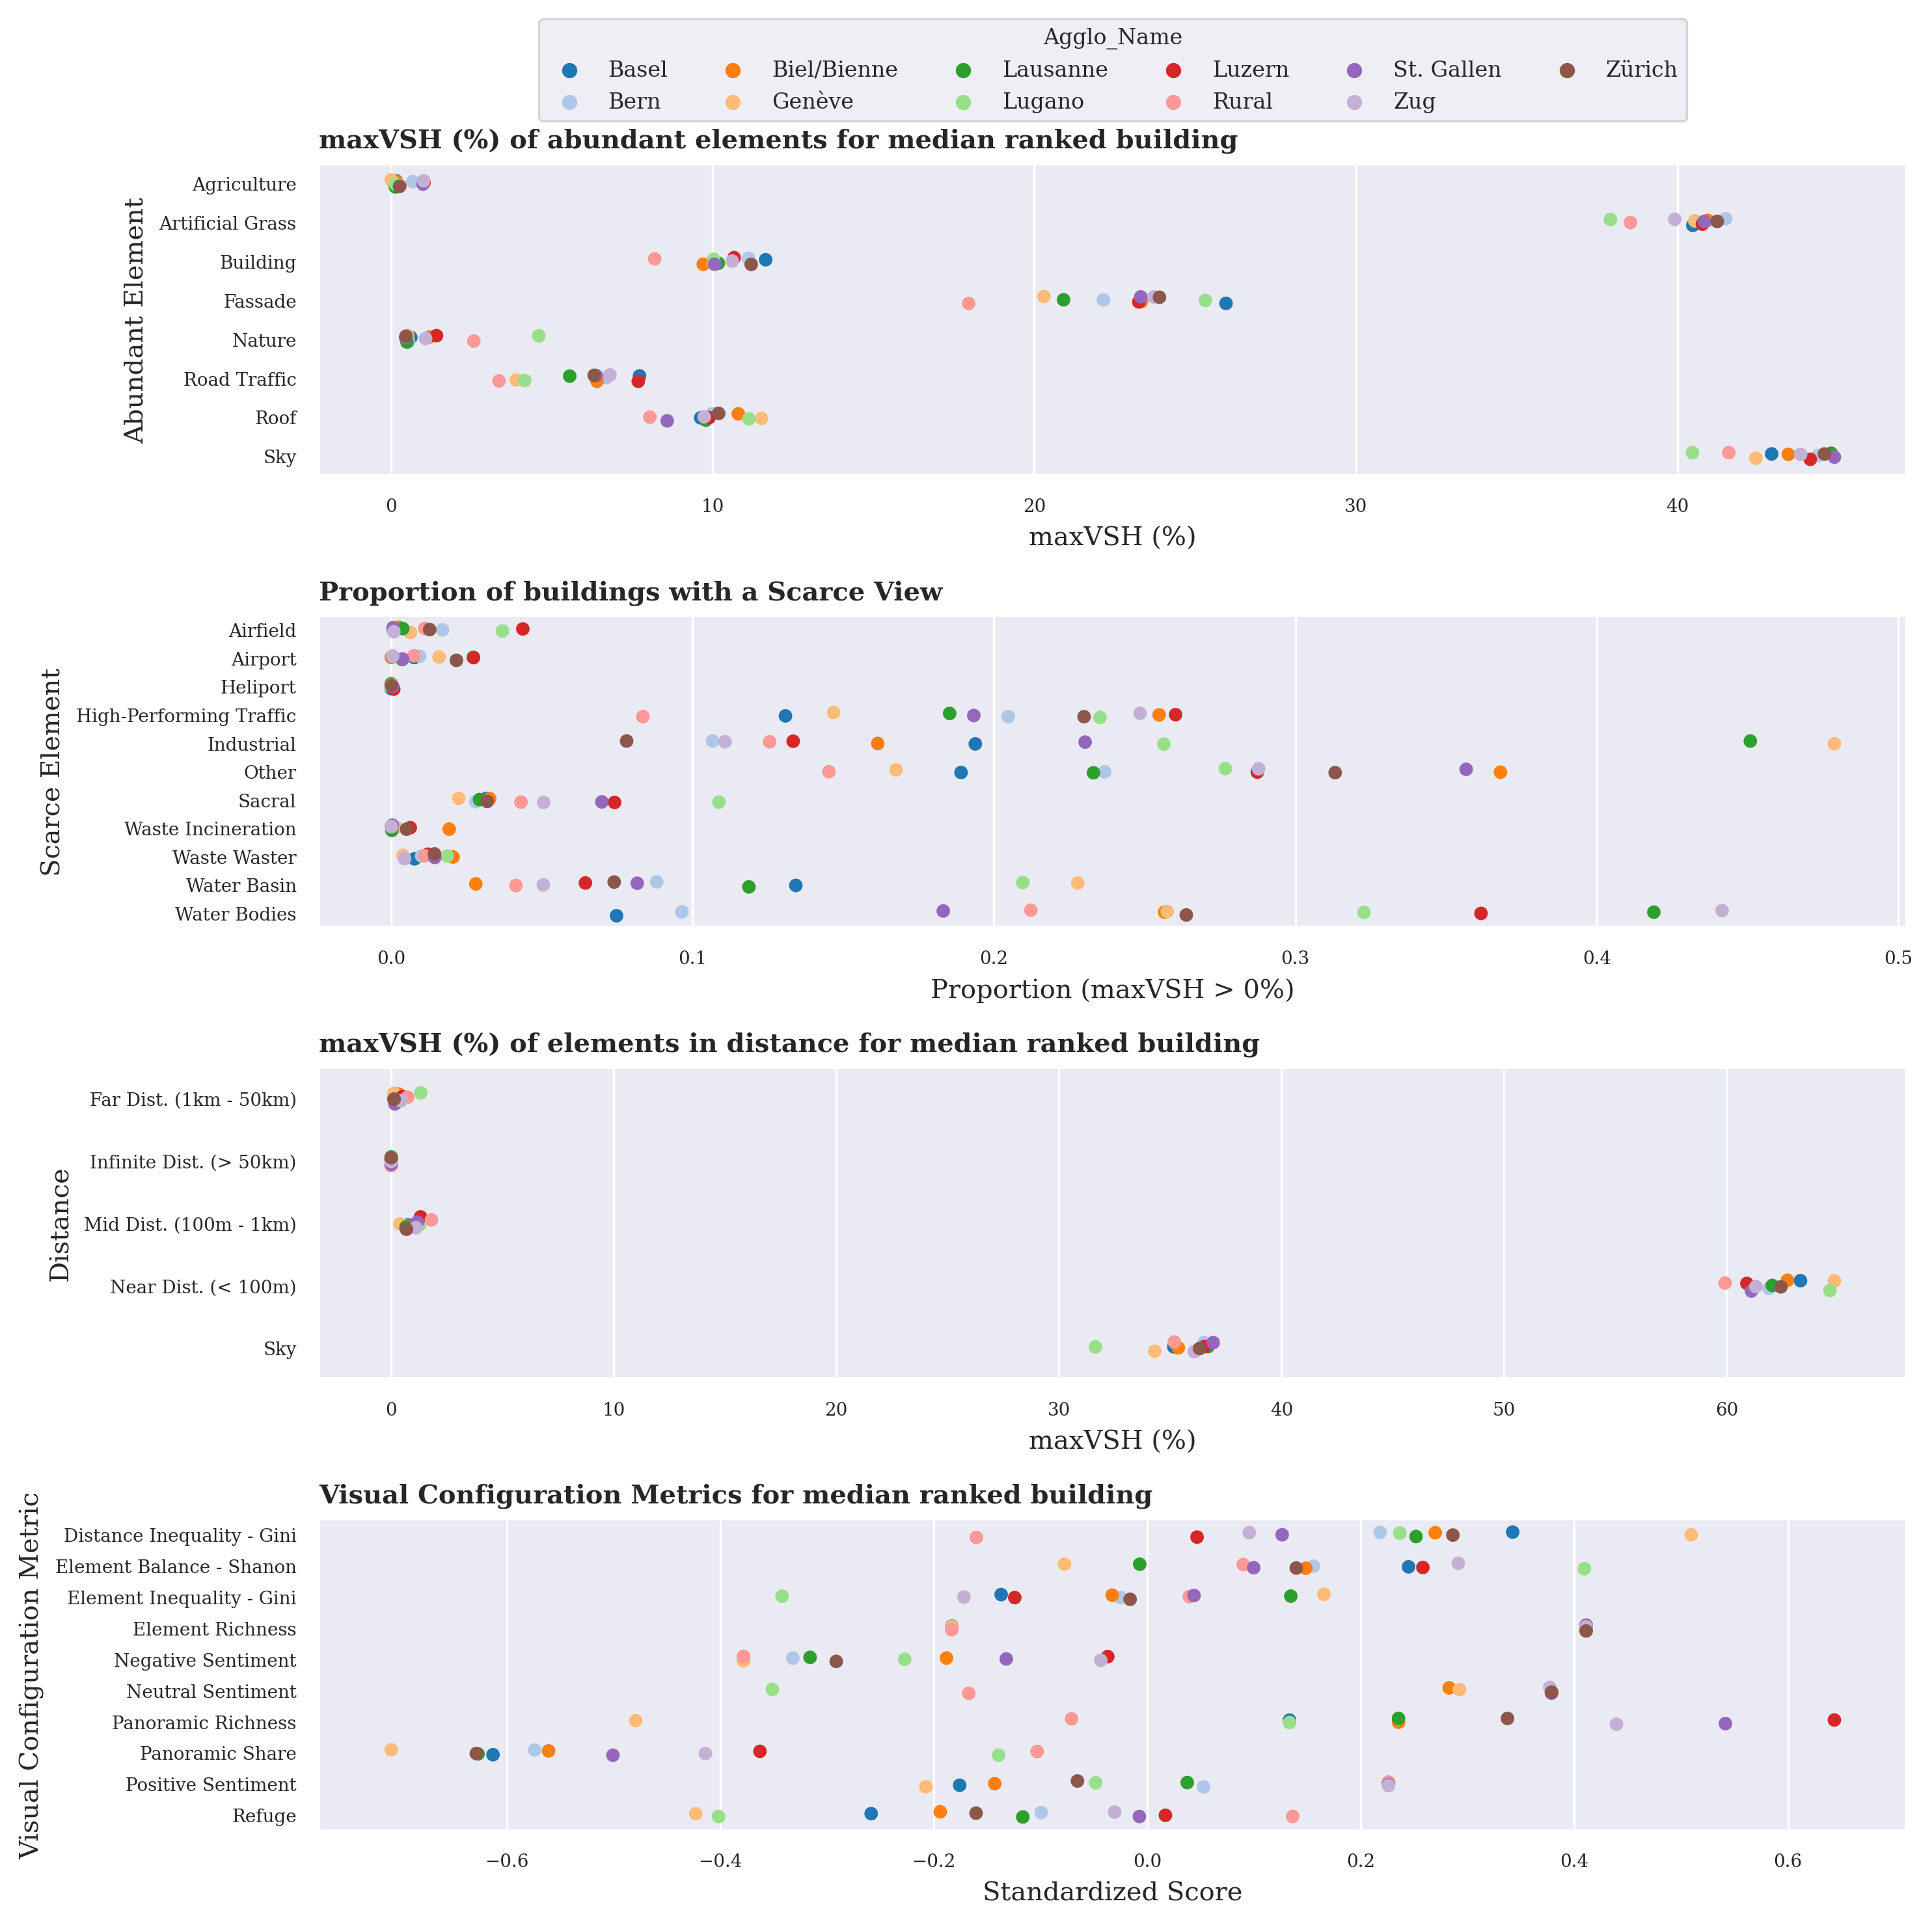 Agglo_Name
Basel Biel/Bienne Lausanne Luzern St. Gallen Zürich
Bern Genève Lugano Rural Zug
maxVSH (%) of abundant elements for median ranked building
Abundant Element
Agriculture
Artificial Grass
Building
Fassade
Nature
Road Traffic
Roof
Sky
0 10 20 30 40
maxVSH (%)
Proportion of buildings with a Scarce View
Scarce Element
Airfield
Airport
Heliport
High-Performing Traffic
Industrial
Other
Sacral
Waste Incineration
Waste Waster
Water Basin
Water Bodies
0.0 0.1 0.2 0.3 0.4 0.5
Proportion (maxVSH > 0%)
maxVSH (%) of elements in distance for median ranked building
Distance
Far Dist. (1km - 50km)
Infinite Dist. (> 50km)
Mid Dist. (100m - 1km)
Near Dist. (< 100m)
Sky
0 10 20 30 40 50 60
maxVSH (%)
Visual Configuration Metrics for median ranked building
Visual Configuration Metric
Distance Inequality - Gini
Element Balance - Shanon
Element Inequality - Gini
Element Richness
Negative Sentiment
Neutral Sentiment
Panoramic Richness
Panoramic Share
Positive Sentiment
Refuge
−0.6 −0.4 −0.2 0.0 0.2 0.4 0.6
Standardized Score